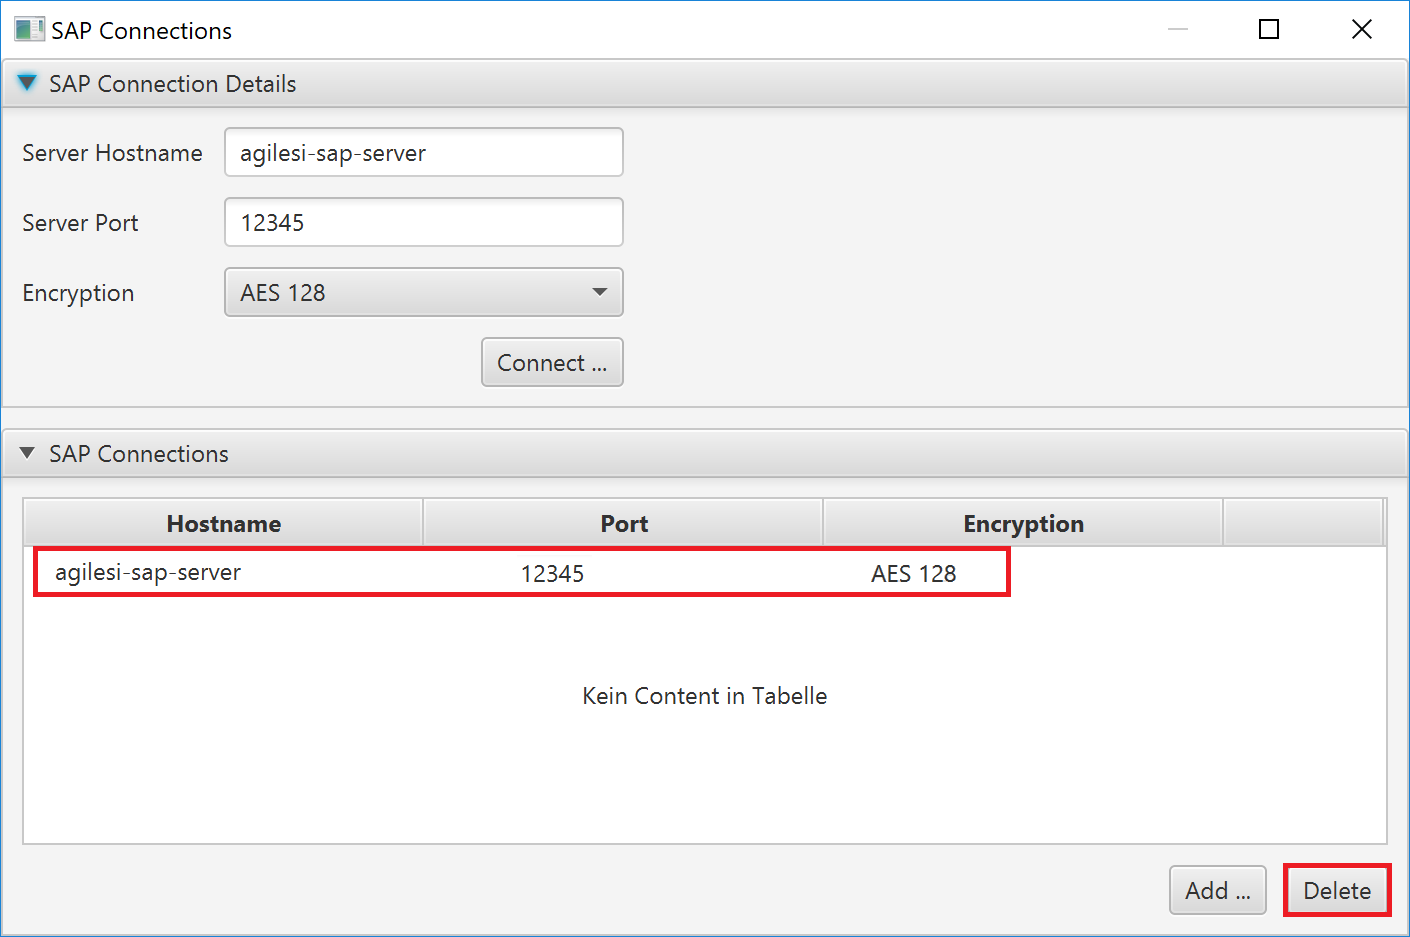 SAP Connections
SAP Connection Details
Server Hostname agilesi-sap-server
Server Port 12345
Encryption AES 128
Connect ...
SAP Connections
Hostname Port Encryption
agilesi-sap-server 12345 AES 128
Kein Content in Tabelle
Add ... Delete